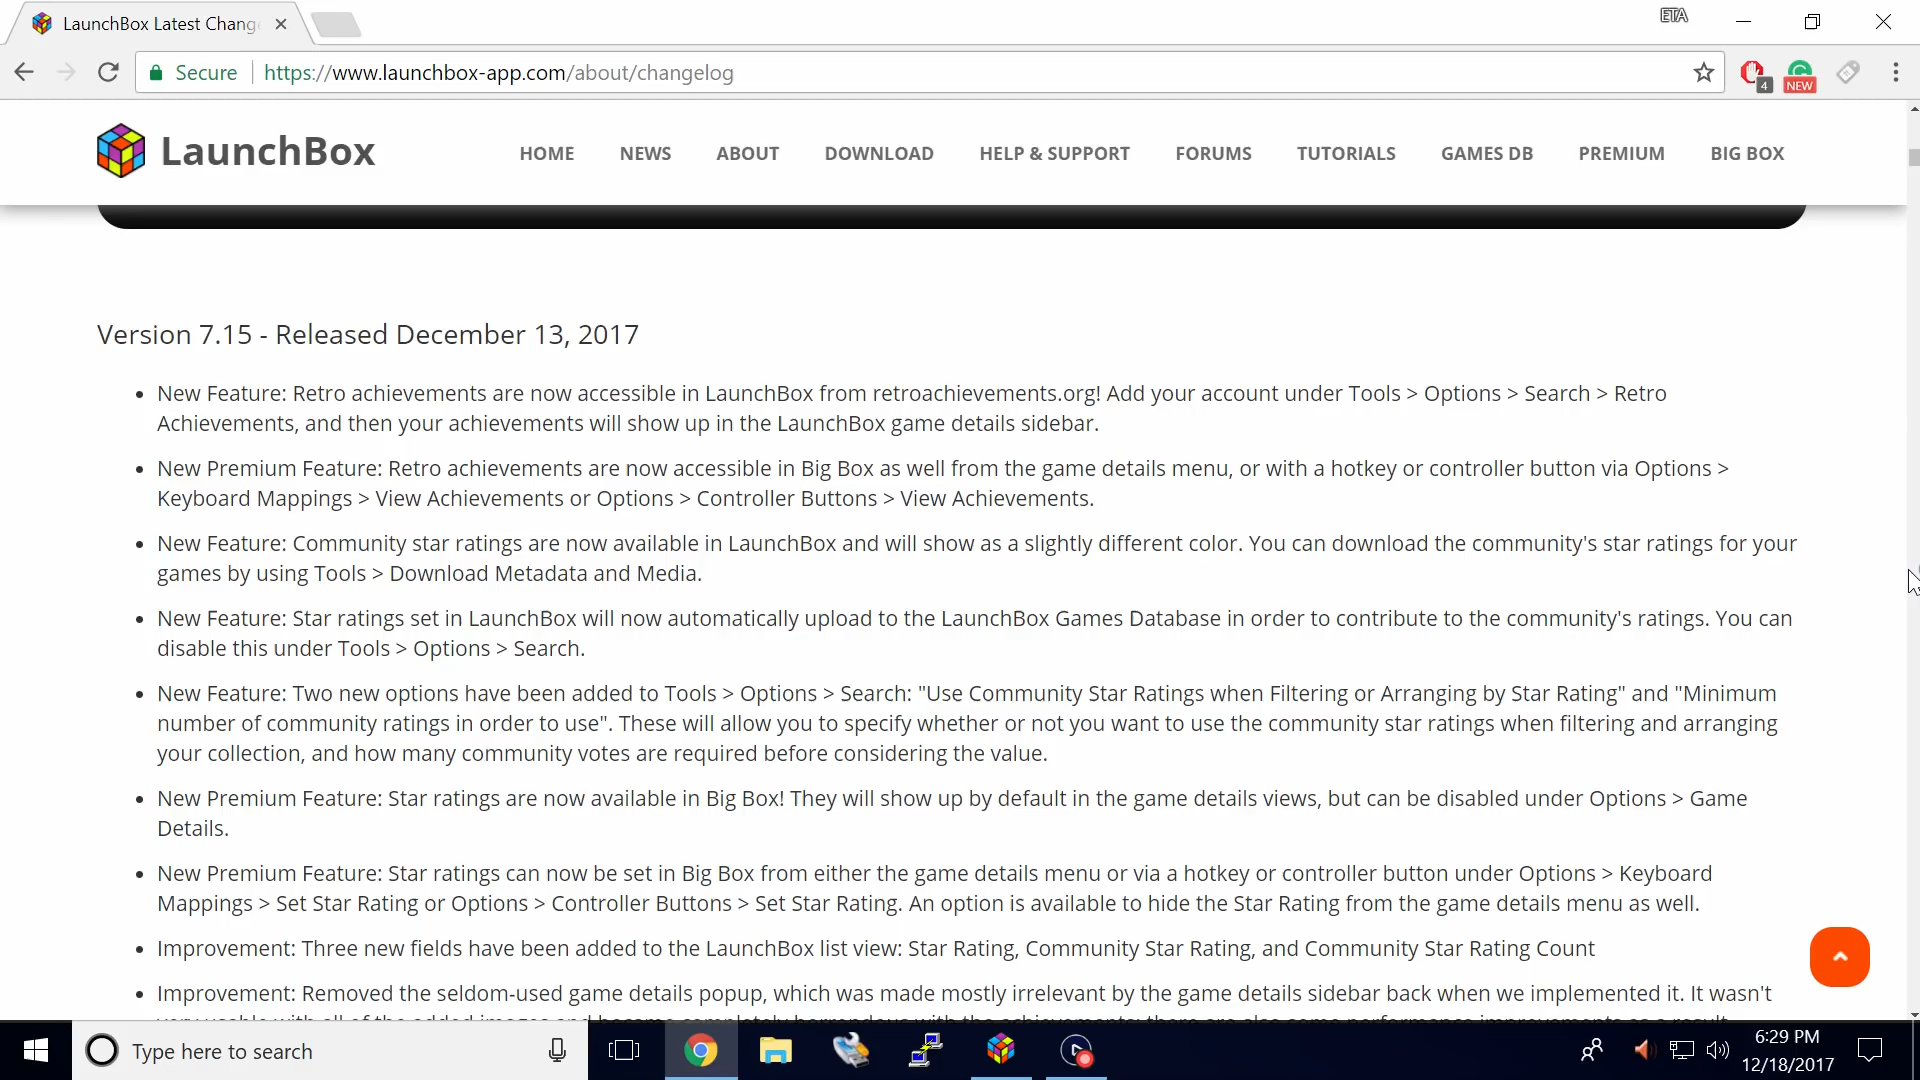 LaunchBox Latest Chang
ETA
Secure
https://www.launchbox-app.com/about/changelog
4
NEW
LaunchBox
HOME
NEWS
ABOUT
DOWNLOAD
HELP & SUPPORT
FORUMS
TUTORIALS
GAMES DB
PREMIUM
BIG BOX
Version 7.15 - Released December 13, 2017
New Feature: Retro achievements are now accessible in LaunchBox from retroachievements.org! Add your account under Tools > Options > Search > Retro
Achievements, and then your achievements will show up in the LaunchBox game details sidebar.
New Premium Feature: Retro achievements are now accessible in Big Box as well from the game details menu, or with a hotkey or controller button via Options >
Keyboard Mappings > View Achievements or Options > Controller Buttons > View Achievements.
New Feature: Community star ratings are now available in LaunchBox and will show as a slightly different color. You can download the community's star ratings for your
games by using Tools > Download Metadata and Media.
New Feature: Star ratings set in LaunchBox will now automatically upload to the LaunchBox Games Database in order to contribute to the community's ratings. You can
disable this under Tools > Options > Search.
New Feature: Two new options have been added to Tools > Options > Search: "Use Community Star Ratings when Filtering or Arranging by Star Rating" and "Minimum
number of community ratings in order to use". These will allow you to specify whether or not you want to use the community star ratings when filtering and arranging
your collection, and how many community votes are required before considering the value.
New Premium Feature: Star ratings are now available in Big Box! They will show up by default in the game details views, but can be disabled under Options > Game
Details.
New Premium Feature: Star ratings can now be set in Big Box from either the game details menu or via a hotkey or controller button under Options > Keyboard
Mappings > Set Star Rating or Options > Controller Buttons > Set Star Rating. An option is available to hide the Star Rating from the game details menu as well.
Improvement: Three new fields have been added to the LaunchBox list view: Star Rating, Community Star Rating, and Community Star Rating Count
Improvement: Removed the seldom-used game details popup, which was made mostly irrelevant by the game details sidebar back when we implemented it. It wasn't
Type here to search
6:29 PM
12/18/2017